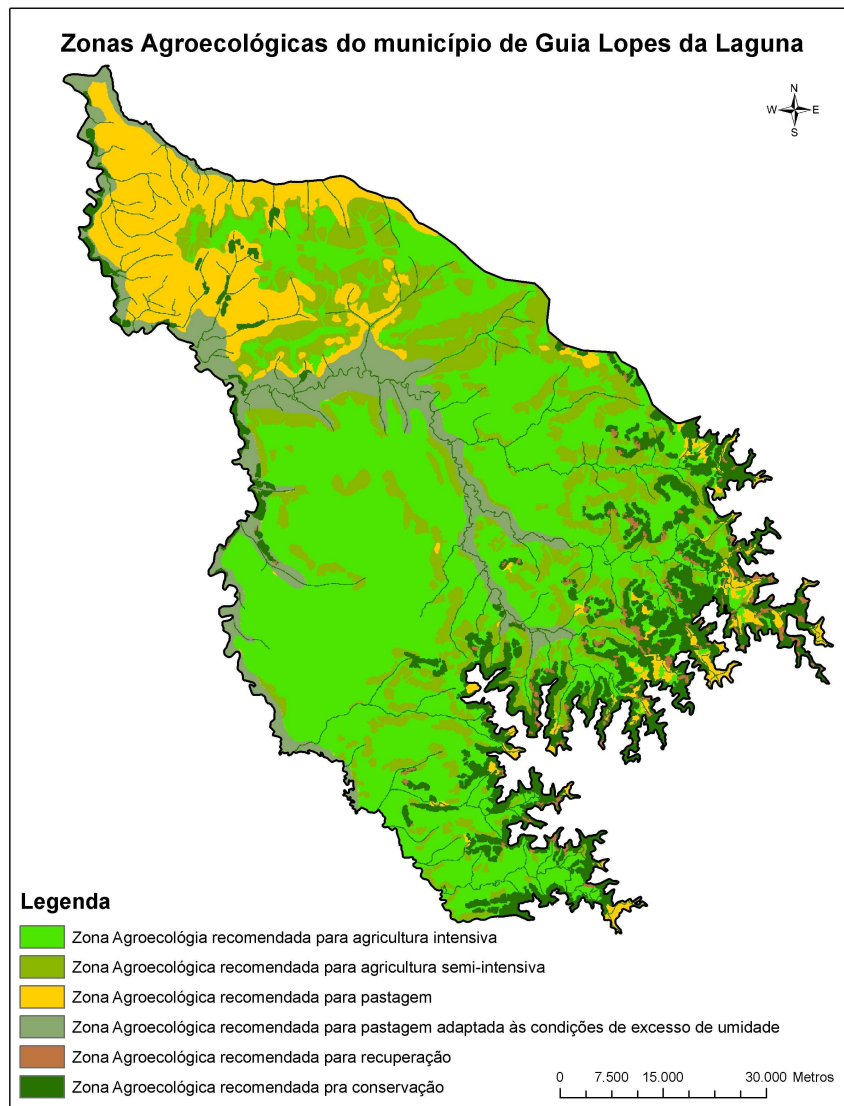 Zonas Agroecológicas do município de Guia Lopes da Laguna
N
W E
S
Legenda
Zona Agroecológia recomendada para agricultura intensiva
Zona Agroecológica recomendada para agricultura semi-intensiva
Zona Agroecológica recomendada para pastagem
Zona Agroecológica recomendada para pastagem adaptada às condições de excesso de umidade
Zona Agroecológica recomendada para recuperação
Zona Agroecológica recomendada pra conservação
0 7.500 15.000 30.000 Metros